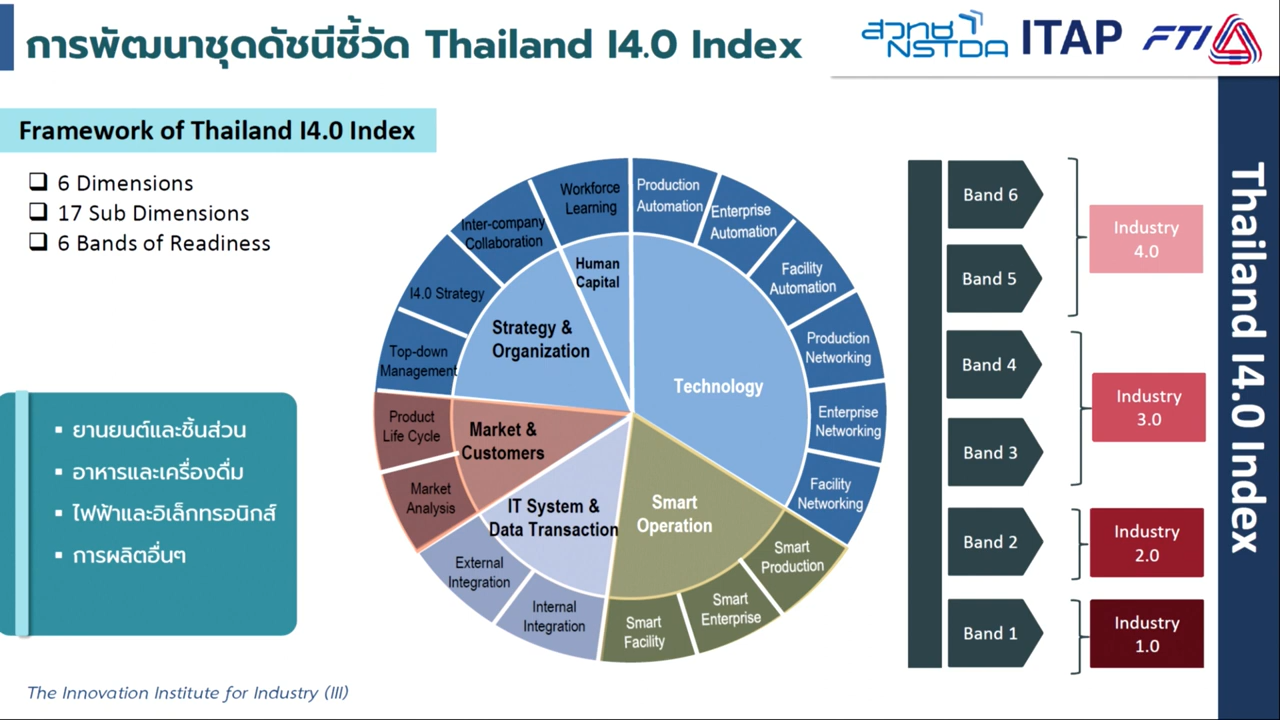 การพัฒนาชุดดัชนีชี้วัด Thailand I4.0 Index
สวทช
NSTDA
ITAP
FTI
Framework of Thailand I4.0 Index
6 Dimensions
17 Sub Dimensions
6 Bands of Readiness
ยานยนต์และชิ้นส่วน
อาหารและเครื่องดื่ม
ไฟฟ้าและอิเล็กทรอนิกส์
การผลิตอื่นๆ
Workforce
Learning
Production
Automation
Enterprise
Automation
Facility
Automation
Production
Networking
Enterprise
Networking
Facility
Networking
Smart
Production
Smart
Enterprise
Smart
Facility
Internal
Integration
External
Integration
Market
Analysis
Product
Life Cycle
Top-down
Management
I4.0 Strategy
Inter-company
Collaboration
Human
Capital
Strategy &
Organization
Technology
Market &
Customers
IT System &
Data Transaction
Smart
Operation
Band 6
Band 5
Band 4
Band 3
Band 2
Band 1
Industry
4.0
Industry
3.0
Industry
2.0
Industry
1.0
Thailand I4.0 Index
The Innovation Institute for Industry (III)